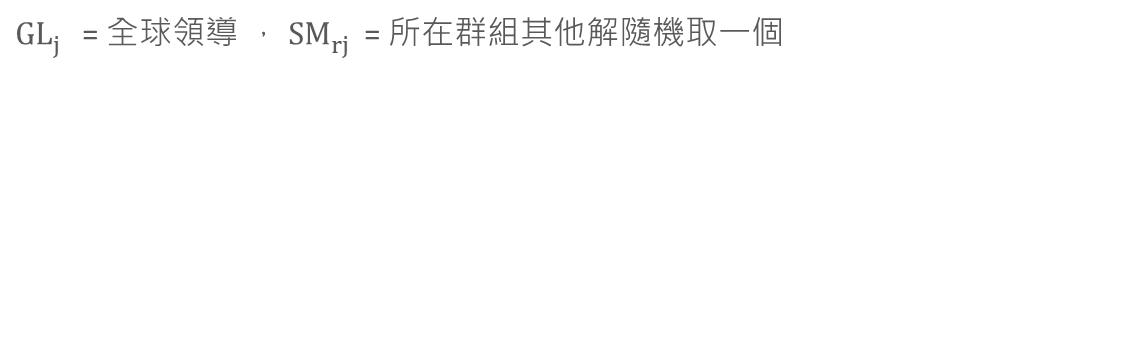 GLj = 全球領導 , SMrj = 所在群組其他解隨機取一個